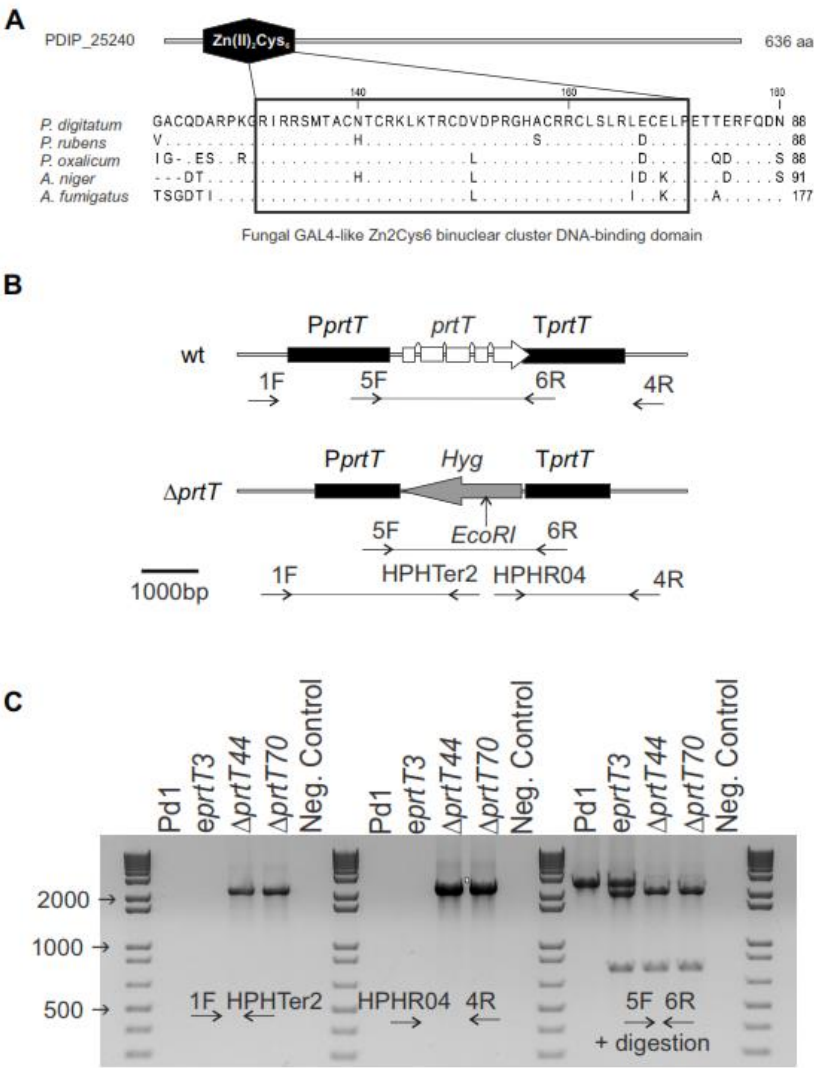 A
PDIP_25240
Zn(II)₂Cys₆
636 aa
140 160 180
P. digitatum GACQDARPKGRIRRSMTACNTCRKLKTRCDVDPRGHACRRCLSLRLECELPETTERFQDN 88
P. rubens V..................H................S.........D............. 88
P. oxalicum IG-.ES..R.....................L...............D......QD....S 88
A. niger ---DT..............H..........L..............ID.K.....D....S 91
A. fumigatus TSGDTI........................L..............I..K....A...... 177
Fungal GAL4-like Zn2Cys6 binuclear cluster DNA-binding domain
B
PprtT prtT TprtT
wt
1F 5F 6R 4R
PprtT Hyg TprtT
ΔprtT
5F EcoRI 6R
1F HPHTer2 HPHR04 4R
1000bp
C
Pd1 eprtT3 ΔprtT44 ΔprtT70 Neg. Control Pd1 eprtT3 ΔprtT44 ΔprtT70 Neg. Control Pd1 eprtT3 ΔprtT44 ΔprtT70 Neg. Control
2000
1000
500
1F HPHTer2 HPHR04 4R 5F 6R
+ digestion